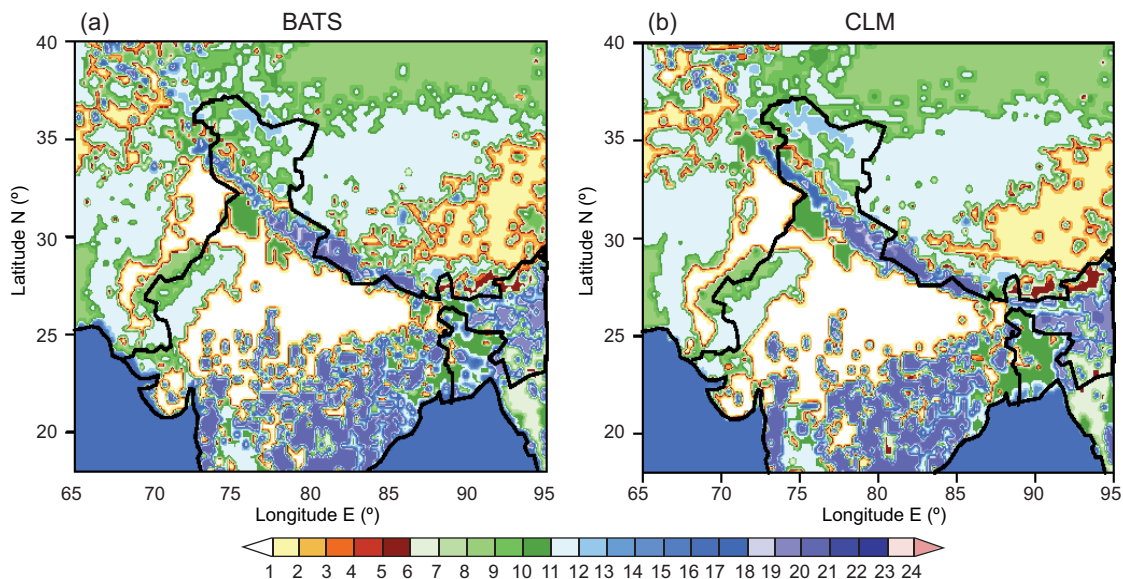 (a) BATS (b) CLM
40 40
35 35
30 30
25 25
20 20
Latitude N (º) Latitude N (º)
65 70 75 80 85 90 95 65 70 75 80 85 90 95
Longitude E (º) Longitude E (º)
1 2 3 4 5 6 7 8 9 10 11 12 13 14 15 16 17 18 19 20 21 22 23 24